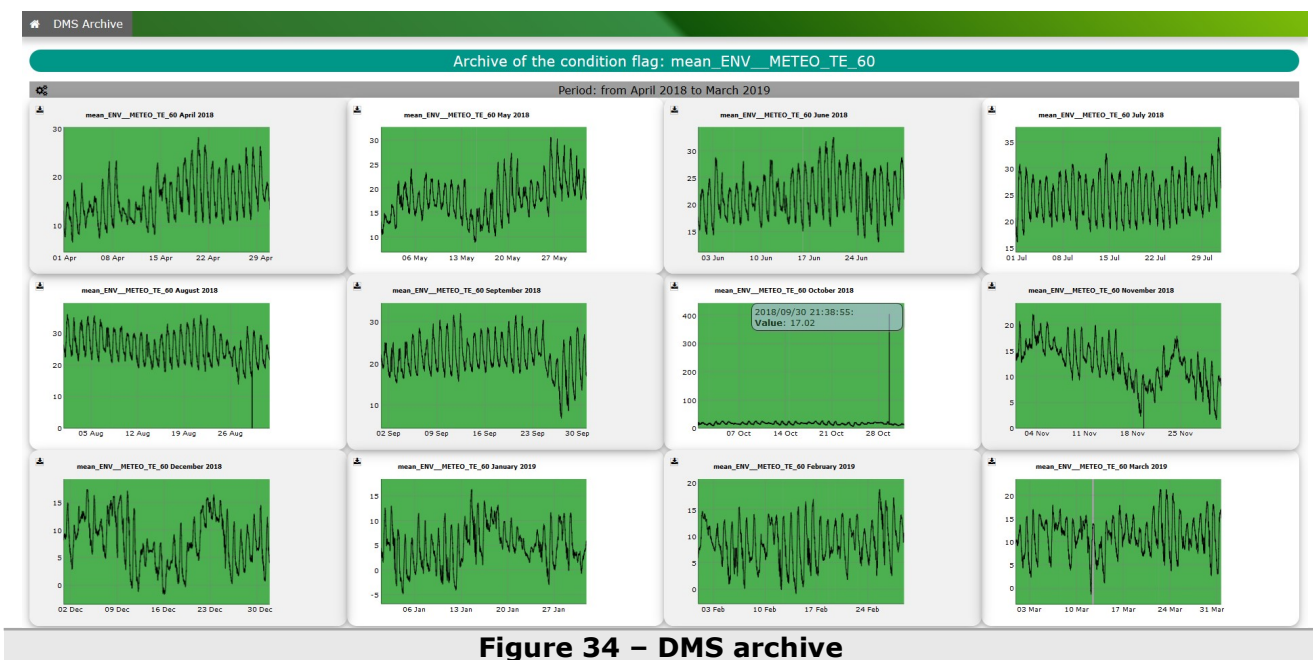 DMS Archive
Archive of the condition flag: mean_ENV__METEO_TE_60
Period: from April 2018 to March 2019
mean_ENV__METEO_TE_60 April 2018
30
20
10
01 Apr 08 Apr 15 Apr 22 Apr 29 Apr
mean_ENV__METEO_TE_60 May 2018
30
25
20
15
10
06 May 13 May 20 May 27 May
mean_ENV__METEO_TE_60 June 2018
30
25
20
15
03 Jun 10 Jun 17 Jun 24 Jun
mean_ENV__METEO_TE_60 July 2018
35
30
25
20
15
01 Jul 08 Jul 15 Jul 22 Jul 29 Jul
mean_ENV__METEO_TE_60 August 2018
30
20
10
0
05 Aug 12 Aug 19 Aug 26 Aug
mean_ENV__METEO_TE_60 September 2018
30
20
10
02 Sep 09 Sep 16 Sep 23 Sep 30 Sep
mean_ENV__METEO_TE_60 October 2018
2018/09/30 21:38:55:
Value: 17.02
400
300
200
100
0
07 Oct 14 Oct 21 Oct 28 Oct
mean_ENV__METEO_TE_60 November 2018
20
15
10
5
0
04 Nov 11 Nov 18 Nov 25 Nov
mean_ENV__METEO_TE_60 December 2018
15
10
5
0
02 Dec 09 Dec 16 Dec 23 Dec 30 Dec
mean_ENV__METEO_TE_60 January 2019
15
10
5
0
-5
06 Jan 13 Jan 20 Jan 27 Jan
mean_ENV__METEO_TE_60 February 2019
20
15
10
5
0
03 Feb 10 Feb 17 Feb 24 Feb
mean_ENV__METEO_TE_60 March 2019
20
15
10
5
0
03 Mar 10 Mar 17 Mar 24 Mar 31 Mar
Figure 34 – DMS archive